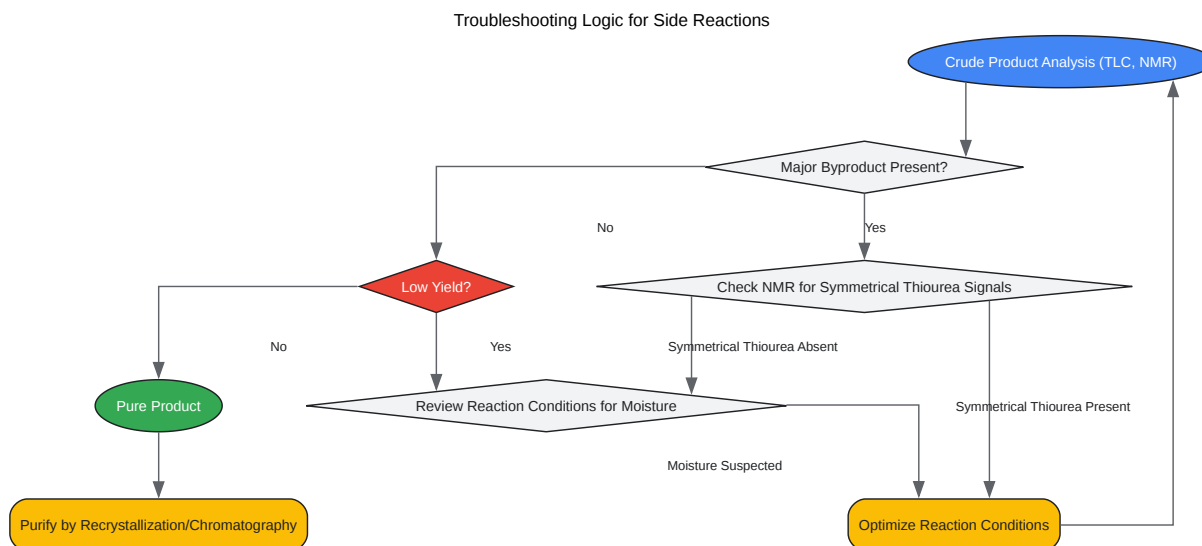 Troubleshooting Logic for Side Reactions
Crude Product Analysis (TLC, NMR)
Major Byproduct Present?
No
Yes
Low Yield?
Check NMR for Symmetrical Thiourea Signals
No
Yes
Symmetrical Thiourea Absent
Pure Product
Review Reaction Conditions for Moisture
Symmetrical Thiourea Present
Moisture Suspected
Purify by Recrystallization/Chromatography
Optimize Reaction Conditions